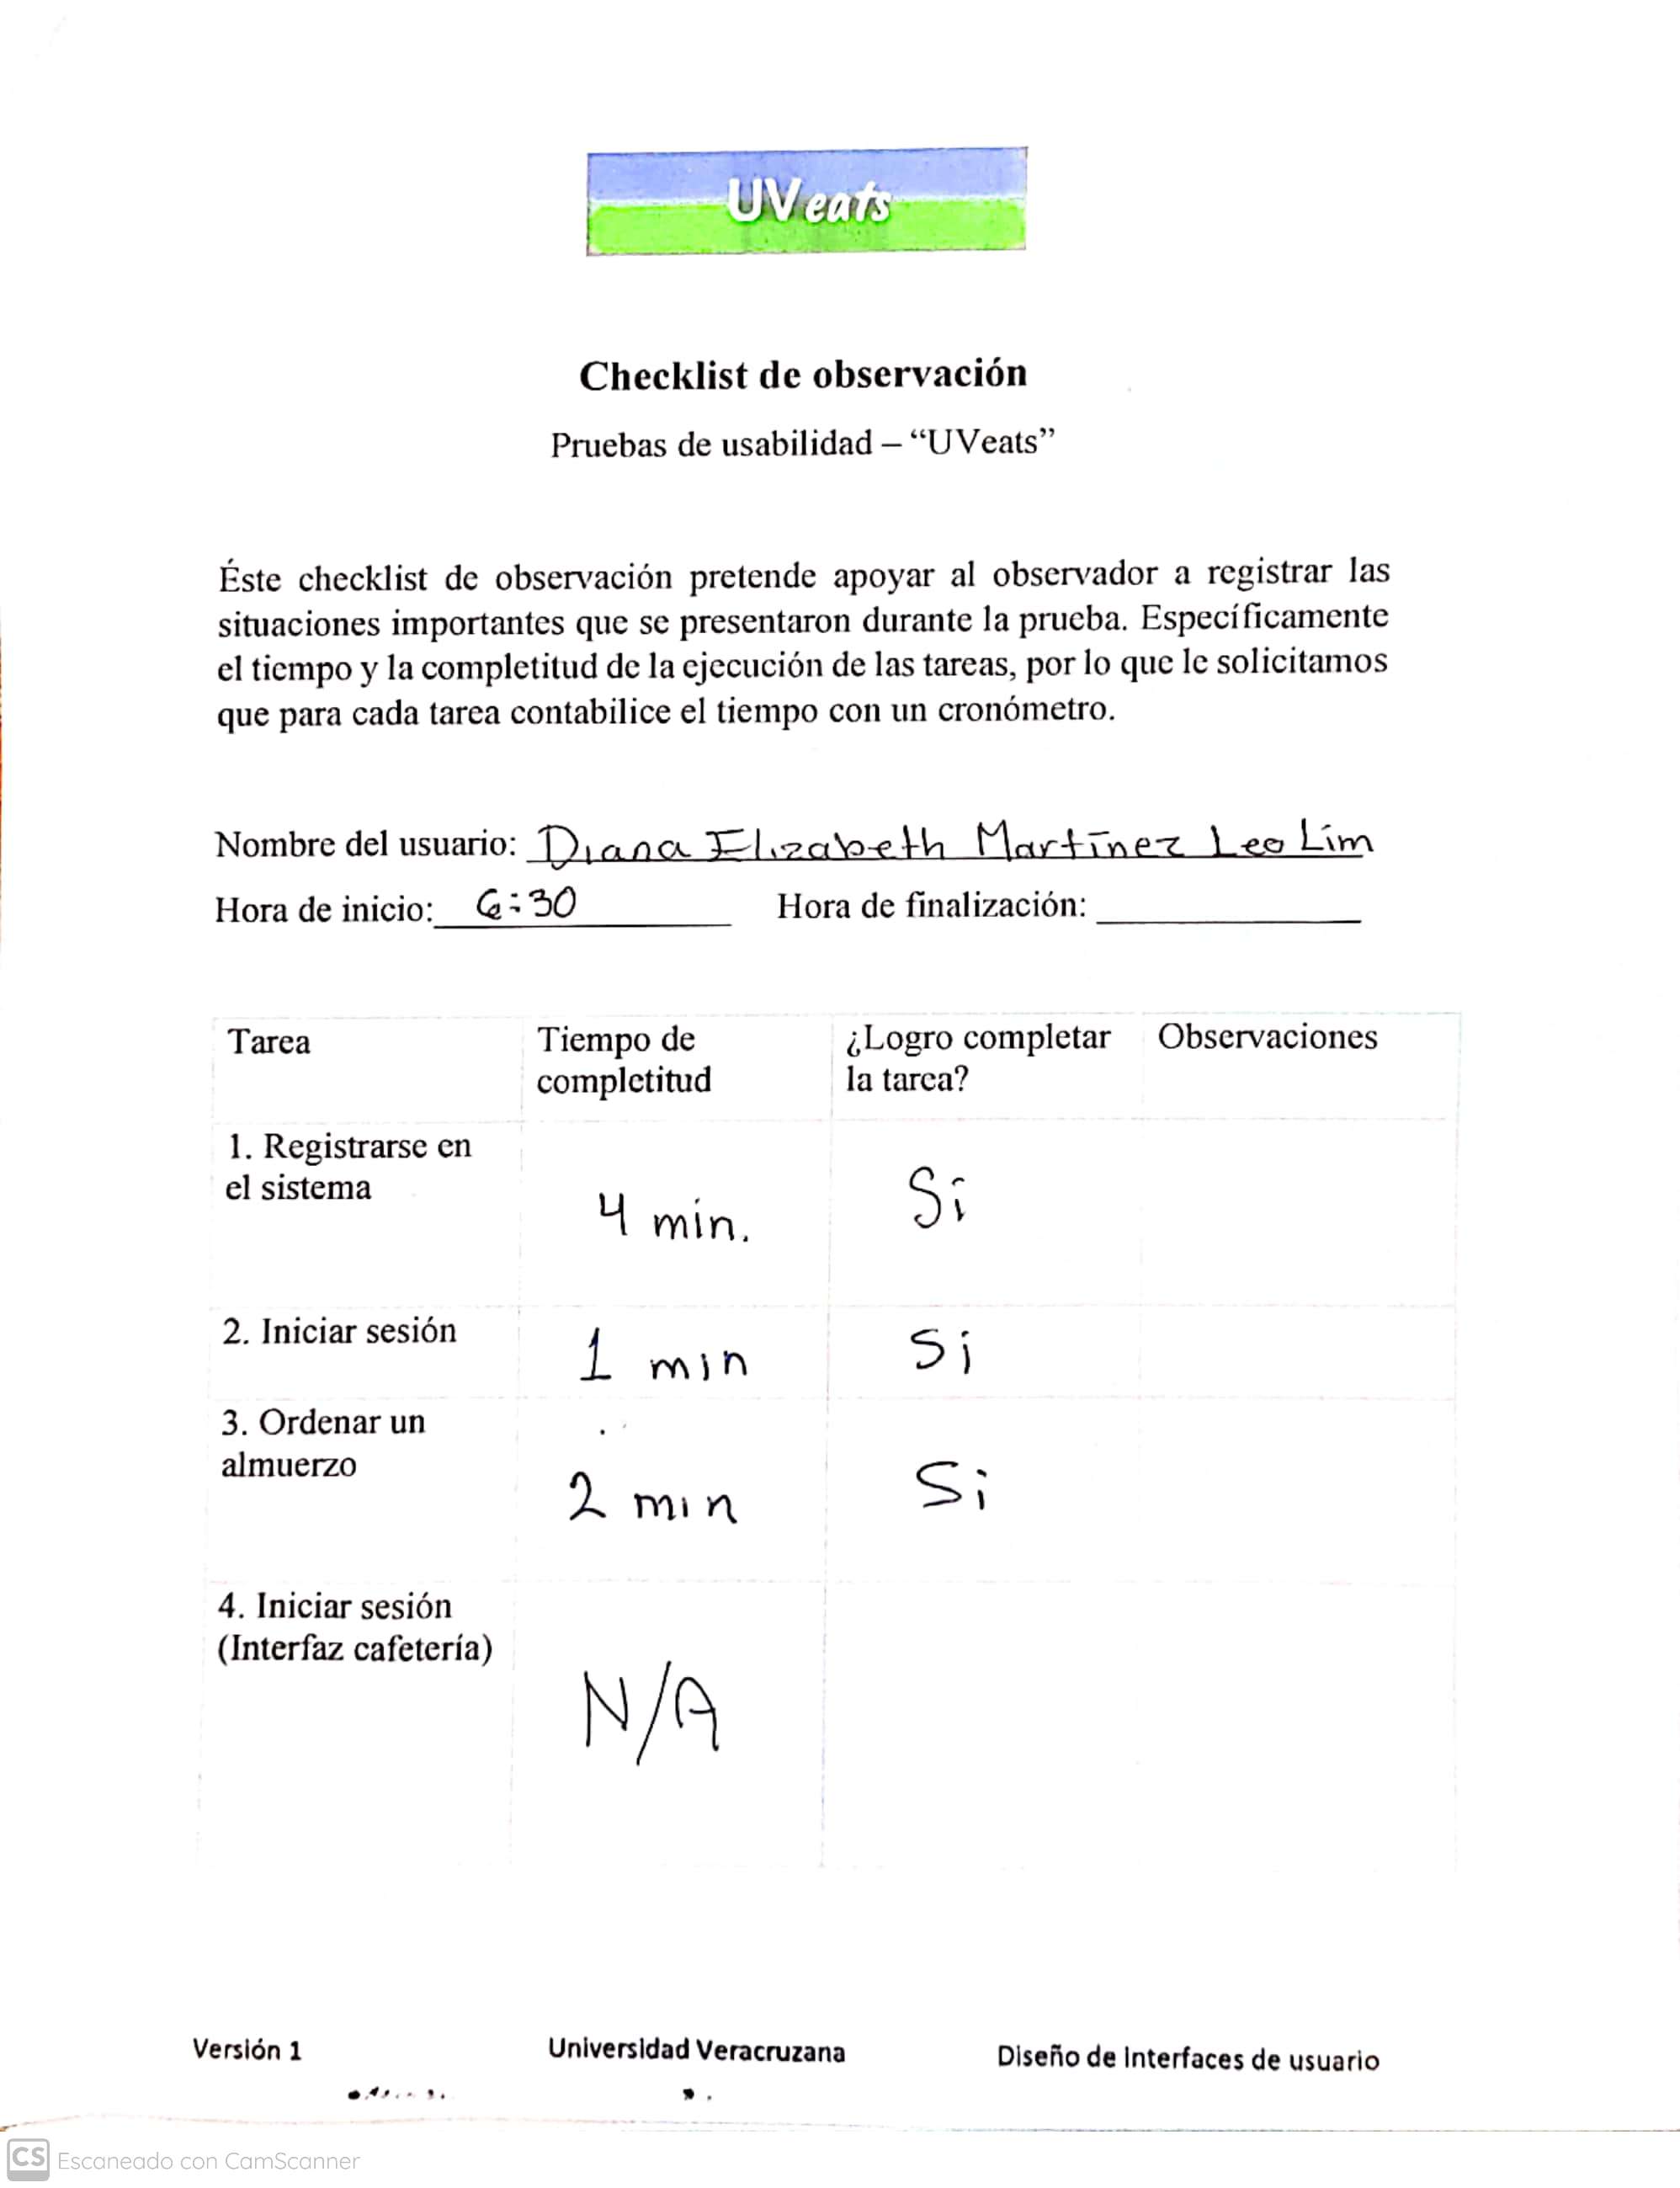 UVeats
Checklist de observación
Pruebas de usabilidad – “UVeats”
Éste checklist de observación pretende apoyar al observador a registrar las
situaciones importantes que se presentaron durante la prueba. Específicamente
el tiempo y la completitud de la ejecución de las tareas, por lo que le solicitamos
que para cada tarea contabilice el tiempo con un cronómetro.
Nombre del usuario: Diana Elizabeth Martínez Leo Lim
Hora de inicio: 6:30 Hora de finalización:
Tarea Tiempo de ¿Logro completar Observaciones
completitud la tarea?
1. Registrarse en
el sistema 4 min. Si
2. Iniciar sesión 1 min Si
3. Ordenar un
almuerzo 2 min Si
4. Iniciar sesión
(Interfaz cafetería)
N/A
Versión 1 Universidad Veracruzana Diseño de Interfaces de usuario
CS Escaneado con CamScanner